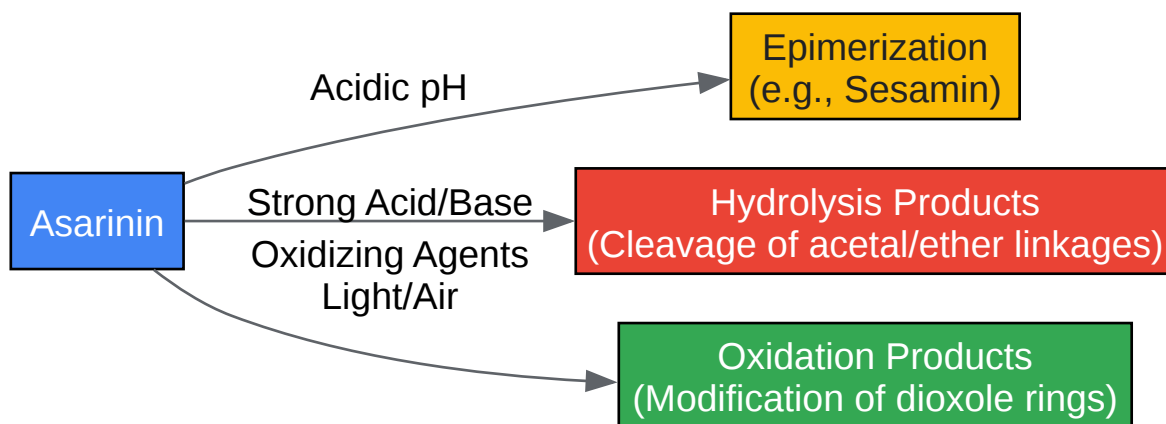 Epimerization
(e.g., Sesamin)
Acidic pH
Asarinin
Strong Acid/Base
Hydrolysis Products
(Cleavage of acetal/ether linkages)
Oxidizing Agents
Light/Air
Oxidation Products
(Modification of dioxole rings)